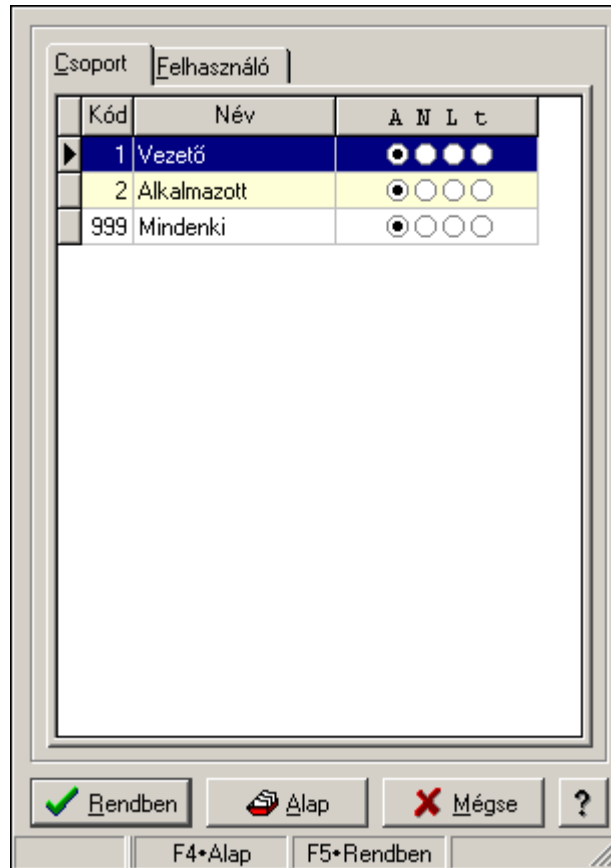 Csoport Felhasználó
Kód Név A N L t
1 Vezető
2 Alkalmazott
999 Mindenki
Rendben Alap Mégse ?
F4•Alap F5•Rendben